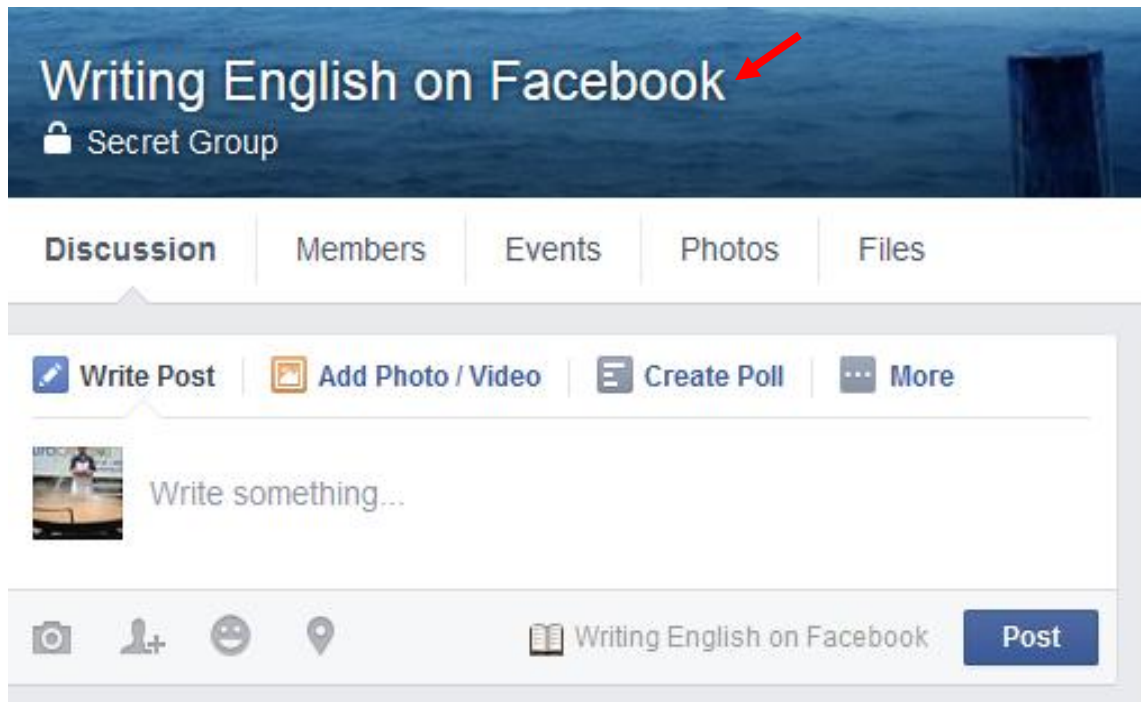 Writing English on Facebook
Secret Group
Discussion Members Events Photos Files
Write Post Add Photo / Video Create Poll More
Write something...
Writing English on Facebook Post